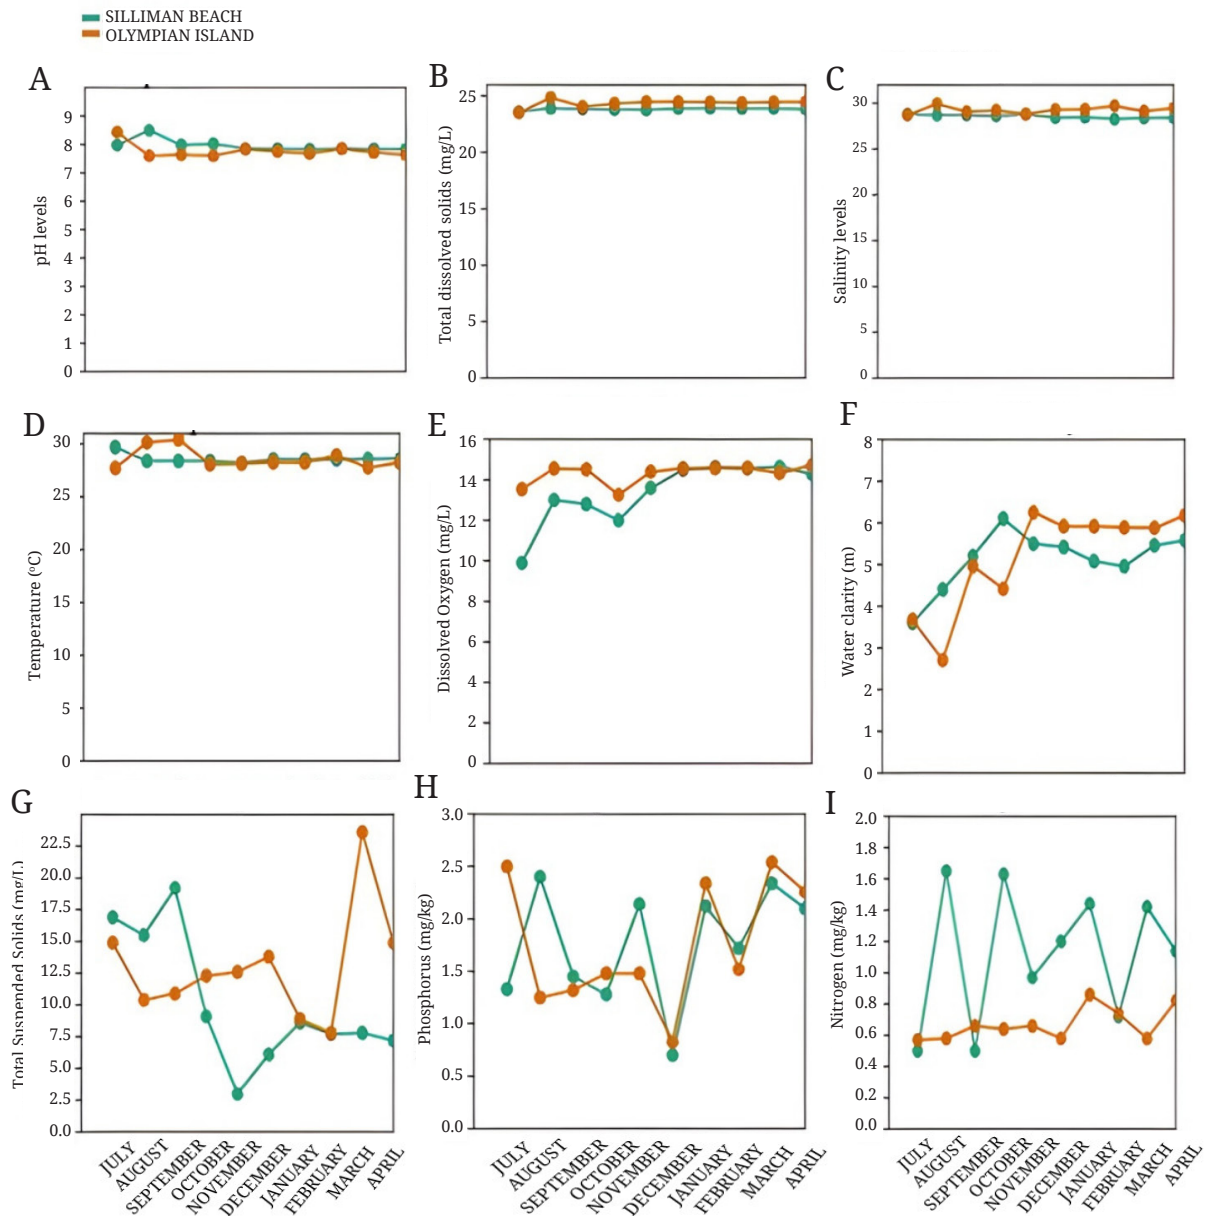 SILLIMAN BEACH
OLYMPIAN ISLAND
A
pH levels
9
8
7
6
5
4
3
2
1
0
B
Total dissolved solids (mg/L)
25
20
15
10
5
0
C
Salinity levels
30
25
20
15
10
5
0
D
Temperature (°C)
30
25
20
15
10
5
0
E
Dissolved Oxygen (mg/L)
16
14
12
10
8
6
4
2
0
F
Water clarity (m)
8
7
6
5
4
3
2
1
0
G
Total Suspended Solids (mg/L)
22.5
20.0
17.5
15.0
12.5
10.0
7.5
5.0
2.5
0.0
JULY
AUGUST
SEPTEMBER
OCTOBER
NOVEMBER
DECEMBER
JANUARY
FEBRUARY
MARCH
APRIL
H
Phosphorus (mg/kg)
3.0
2.5
2.0
1.5
1.0
0.5
0.0
JULY
AUGUST
SEPTEMBER
OCTOBER
NOVEMBER
DECEMBER
JANUARY
FEBRUARY
MARCH
APRIL
I
Nitrogen (mg/kg)
2.0
1.8
1.6
1.4
1.2
1.0
0.8
0.6
0.4
0.2
0.0
JULY
AUGUST
SEPTEMBER
OCTOBER
NOVEMBER
DECEMBER
JANUARY
FEBRUARY
MARCH
APRIL